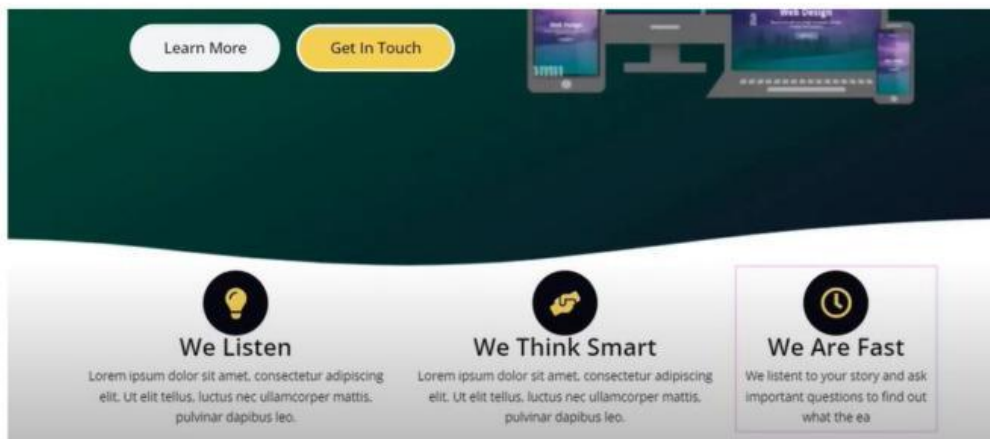 Web Design
Web Design
Learn More
Get In Touch
We Listen
Lorem ipsum dolor sit amet, consectetur adipiscing
elit. Ut elit tellus, luctus nec ullamcorper mattis,
pulvinar dapibus leo.
We Think Smart
Lorem ipsum dolor sit amet, consectetur adipiscing
elit. Ut elit tellus, luctus nec ullamcorper mattis,
pulvinar dapibus leo.
We Are Fast
We listent to your story and ask
important questions to find out
what the ea